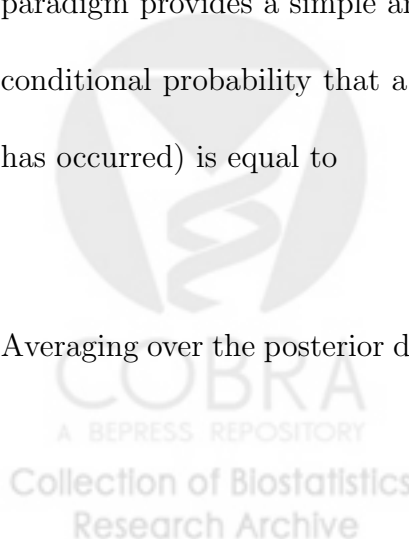 paradigm provides a simple an
conditional probability that a
has occurred) is equal to
Averaging over the posterior d
COBRA
A BEPRESS REPOSITORY
Collection of Biostatistics
Research Archive